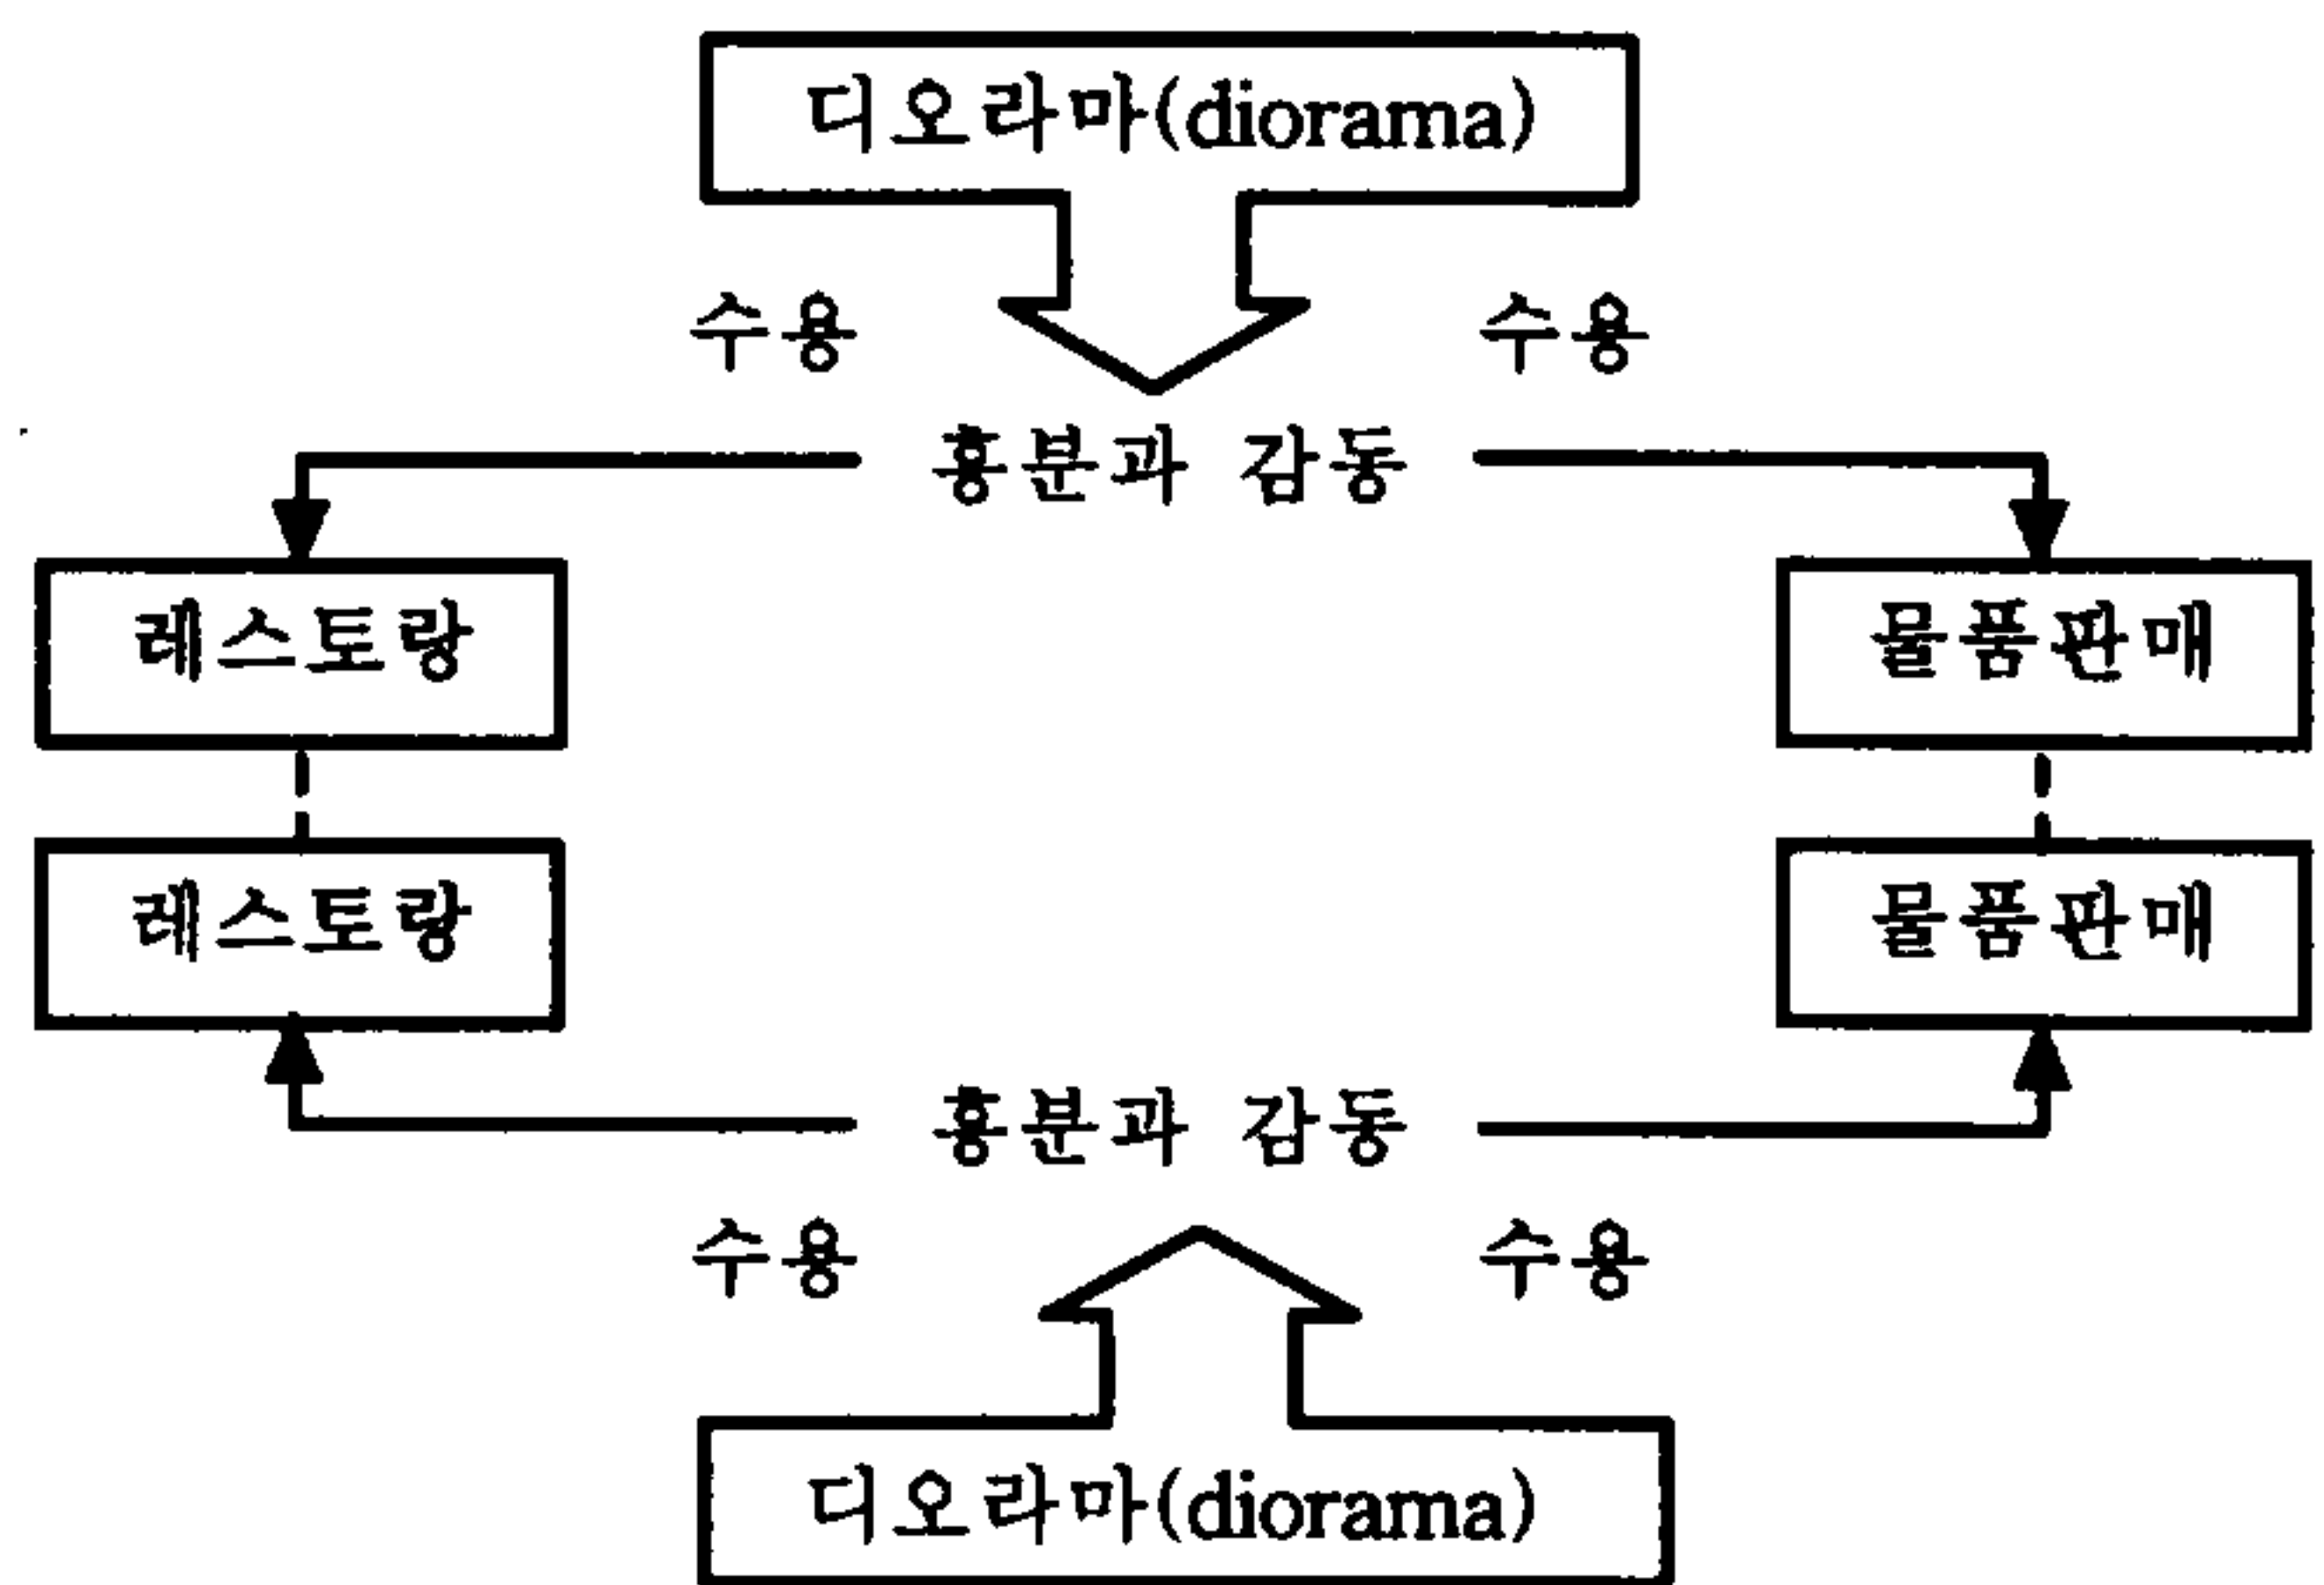 디오라마(diorama)
수용 수용
흥분과 감동
레스토랑 물품판매
레스토랑 물품판매
흥분과 감동
수용 수용
디오라마(diorama)